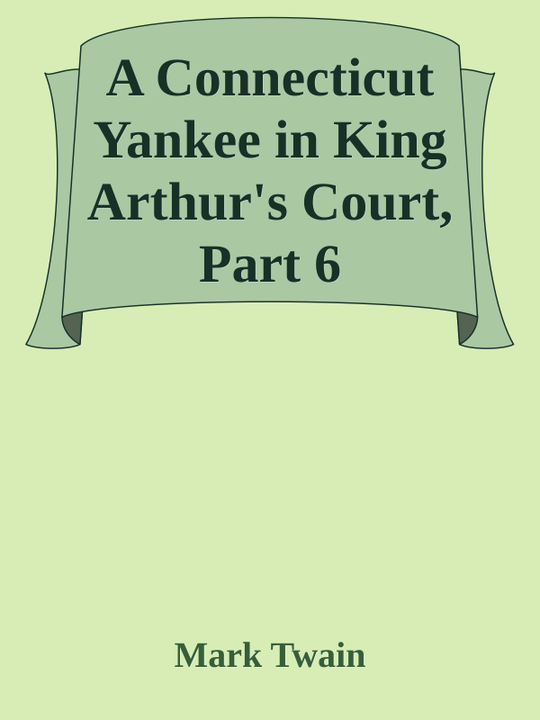 A Connecticut
Yankee in King
Arthur's Court,
Part 6
Mark Twain